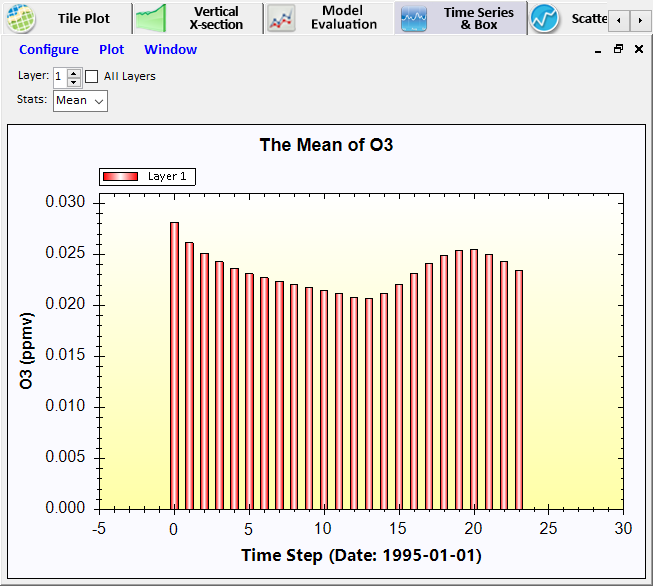 Tile Plot
Vertical
X-section
Model
Evaluation
Time Series
& Box
Scatte
Configure Plot Window
Layer: 1 All Layers
Stats: Mean
The Mean of O3
Layer 1
0.030
0.025
0.020
0.015
0.010
0.005
0.000
O3 (ppmv)
-5 0 5 10 15 20 25 30
Time Step (Date: 1995-01-01)